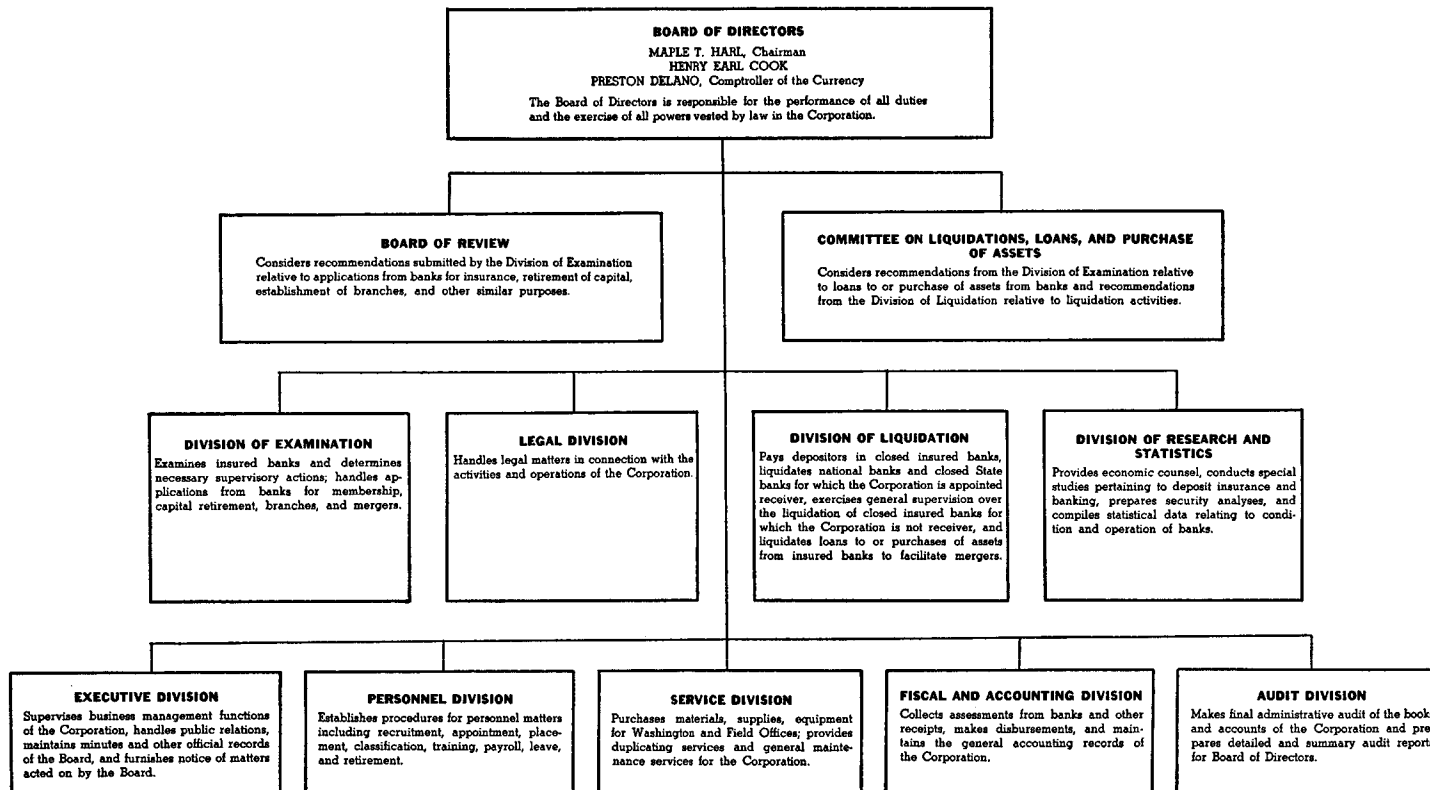 BOARD OF DIRECTORS
MAPLE T. HARL, Chairman
HENRY EARL COOK
PRESTON DELANO, Comptroller of the Currency
The Board of Directors is responsible for the performance of all duties
and the exercise of all powers vested by law in the Corporation.
BOARD OF REVIEW
Considers recommendations submitted by the Division of Examination
relative to applications from banks for insurance, retirement of capital,
establishment of branches, and other similar purposes.
COMMITTEE ON LIQUIDATIONS, LOANS, AND PURCHASE
OF ASSETS
Considers recommendations from the Division of Examination relative
to loans to or purchase of assets from banks and recommendations
from the Division of Liquidation relative to liquidation activities.
DIVISION OF EXAMINATION
Examines insured banks and determines
necessary supervisory actions; handles ap-
plications from banks for membership,
capital retirement, branches, and mergers.
LEGAL DIVISION
Handles legal matters in connection with the
activities and operations of the Corporation.
DIVISION OF LIQUIDATION
Pays depositors in closed insured banks,
liquidates national banks and closed State
banks for which the Corporation is appointed
receiver, exercises general supervision over
the liquidation of closed insured banks for
which the Corporation is not receiver, and
liquidates loans to or purchases of assets
from insured banks to facilitate mergers.
DIVISION OF RESEARCH AND
STATISTICS
Provides economic counsel, conducts special
studies pertaining to deposit insurance and
banking, prepares security analyses, and
compiles statistical data relating to condi-
tion and operation of banks.
EXECUTIVE DIVISION
Supervises business management functions
of the Corporation, handles public relations,
maintains minutes and other official records
of the Board, and furnishes notice of matters
acted on by the Board.
PERSONNEL DIVISION
Establishes procedures for personnel matters
including recruitment, appointment, place-
ment, classification, training, payroll, leave,
and retirement.
SERVICE DIVISION
Purchases materials, supplies, equipment
for Washington and Field Offices; provides
duplicating services and general mainte-
nance services for the Corporation.
FISCAL AND ACCOUNTING DIVISION
Collects assessments from banks and other
receipts, makes disbursements, and main-
tains the general accounting records of
the Corporation.
AUDIT DIVISION
Makes final administrative audit of the book
and accounts of the Corporation and pre
pares detailed and summary audit reports
for Board of Directors.